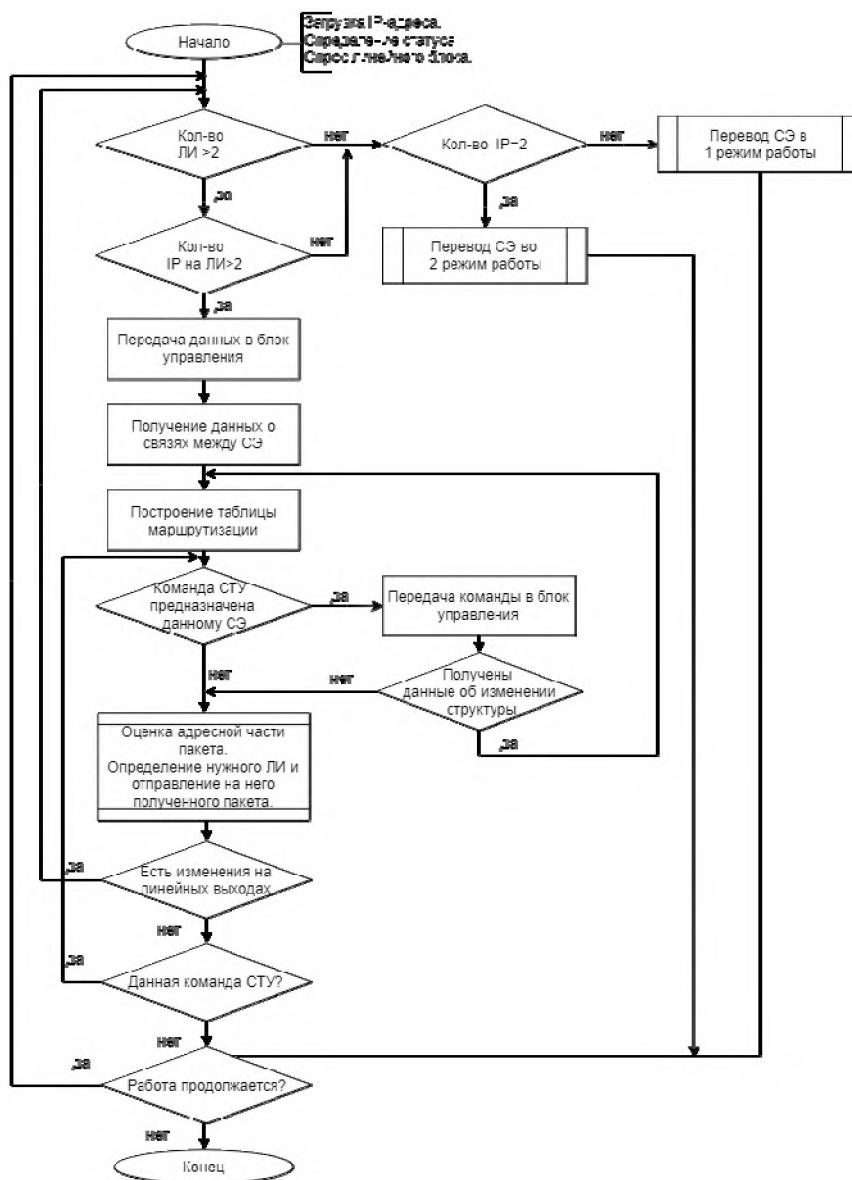 Начало
Загрузка IP-адреса.
Определение статуса
Опрос линейного блока.
Кол-во
ЛИ >2
нет
Кол-во IP=2
нет
Перевод СЭ в
1 режим работы
да
да
Кол-во
IP на ЛИ>2
нет
Перевод СЭ во
2 режим работы
да
Передача данных в блок
управления
Получение данных о
связях между СЭ
Построение таблицы
маршрутизации
Команда СТУ
предназначена
данному СЭ
да
Передача команды в блок
управления
нет
нет
Получены
данные об изменении
структуры
да
Оценка адресной части
пакета.
Определение нужного ЛИ и
отправление на него
полученного пакета.
да
Есть изменения на
линейных выходах
нет
да
Данная команда СТУ?
нет
да
Работа продолжается?
нет
Конец